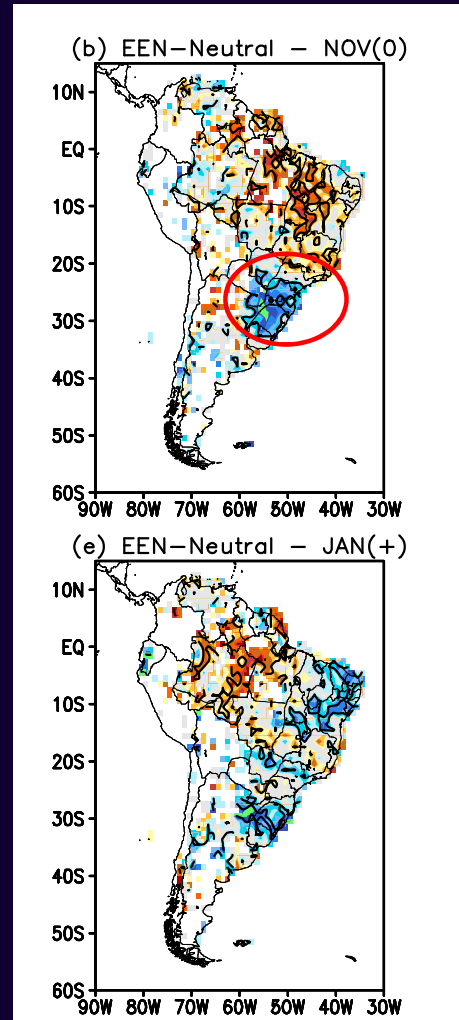 (b) EEN-Neutral - NOV(0)
10N
EQ
10S
20S
30S
40S
50S
60S
90W 80W 70W 60W 50W 40W 30W
(e) EEN-Neutral - JAN(+)
10N
EQ
10S
20S
30S
40S
50S
60S
90W 80W 70W 60W 50W 40W 30W